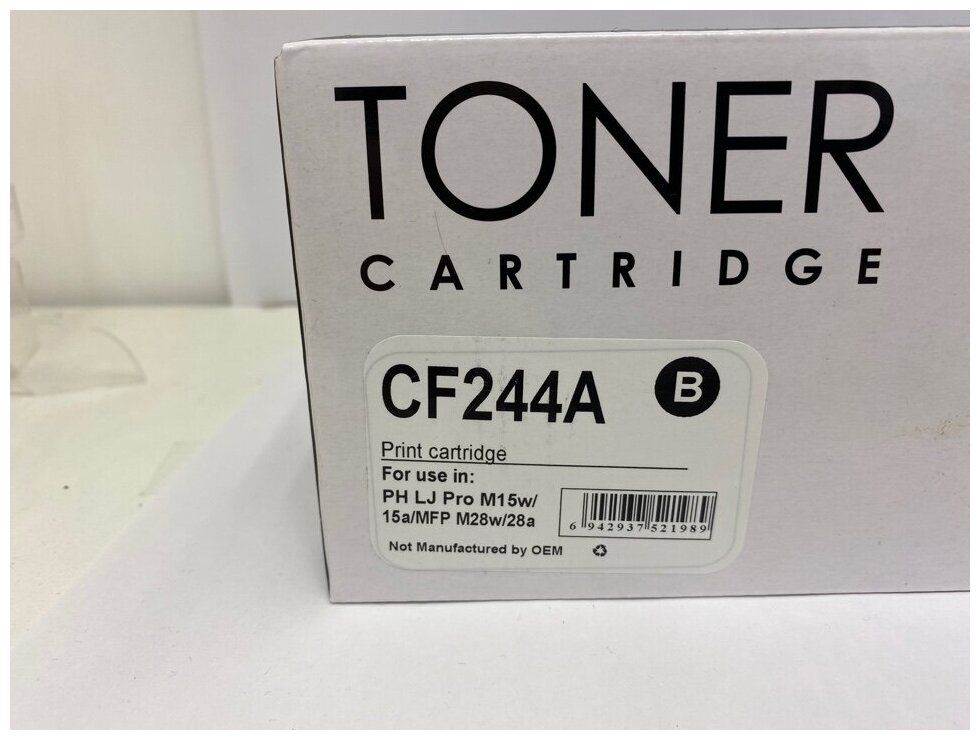 TONER
CARTRIDGE
CF244A
B
Print cartridge
For use in:
PH LJ Pro M15w/
15a/MFP M28w/28a
6 942937 521989
Not Manufactured by OEM